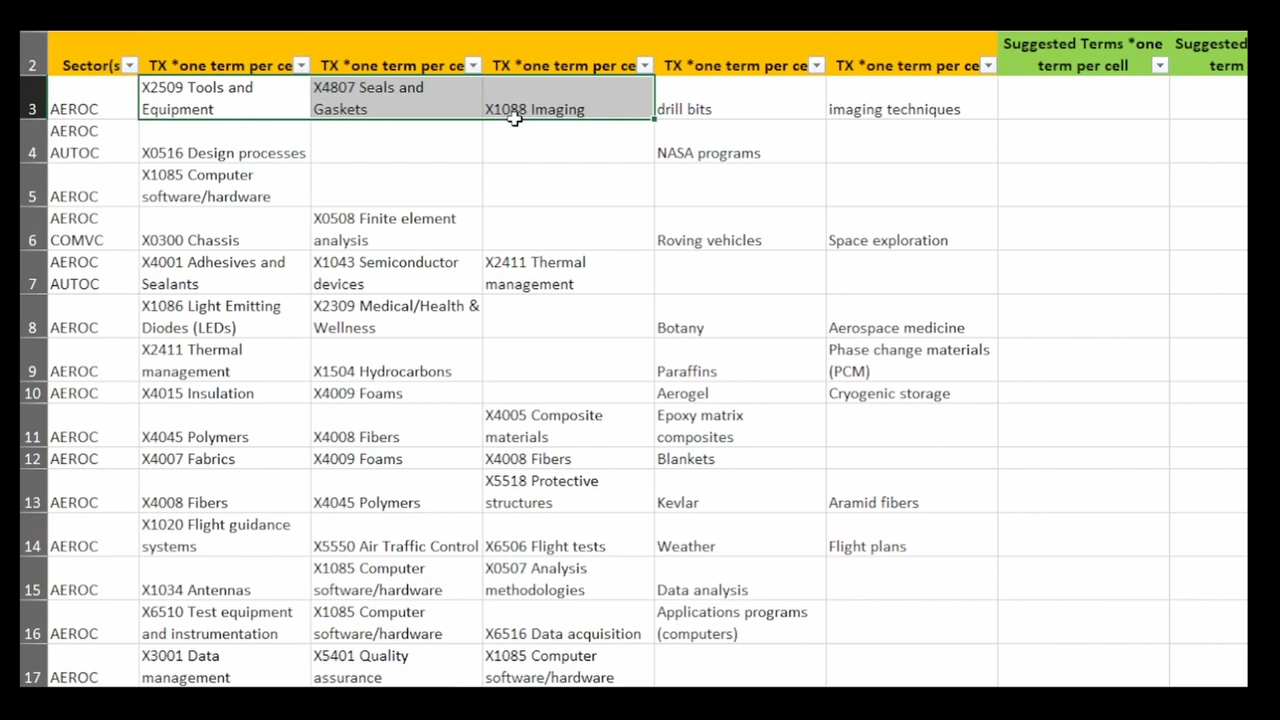 2 Sector(s TX *one term per ce TX *one term per ce TX *one term per ce TX *one term per ce TX *one term per ce Suggested Terms *one term per cell Suggested term
3 AEROC X2509 Tools and Equipment X4807 Seals and Gaskets X1088 Imaging drill bits imaging techniques
4 AEROC AUTOC X0516 Design processes NASA programs
5 AEROC X1085 Computer software/hardware
6 AEROC COMVC X0300 Chassis X0508 Finite element analysis Roving vehicles Space exploration
7 AEROC AUTOC X4001 Adhesives and Sealants X1043 Semiconductor devices X2411 Thermal management
8 AEROC X1086 Light Emitting Diodes (LEDs) X2309 Medical/Health & Wellness Botany Aerospace medicine
9 AEROC X2411 Thermal management X1504 Hydrocarbons Paraffins Phase change materials (PCM)
10 AEROC X4015 Insulation X4009 Foams Aerogel Cryogenic storage
11 AEROC X4045 Polymers X4008 Fibers X4005 Composite materials Epoxy matrix composites
12 AEROC X4007 Fabrics X4009 Foams X4008 Fibers Blankets
13 AEROC X4008 Fibers X4045 Polymers X5518 Protective structures Kevlar Aramid fibers
14 AEROC X1020 Flight guidance systems X5550 Air Traffic Control X6506 Flight tests Weather Flight plans
15 AEROC X1034 Antennas X1085 Computer software/hardware X0507 Analysis methodologies Data analysis
16 AEROC X6510 Test equipment and instrumentation X1085 Computer software/hardware X6516 Data acquisition Applications programs (computers)
17 AEROC X3001 Data management X5401 Quality assurance X1085 Computer software/hardware